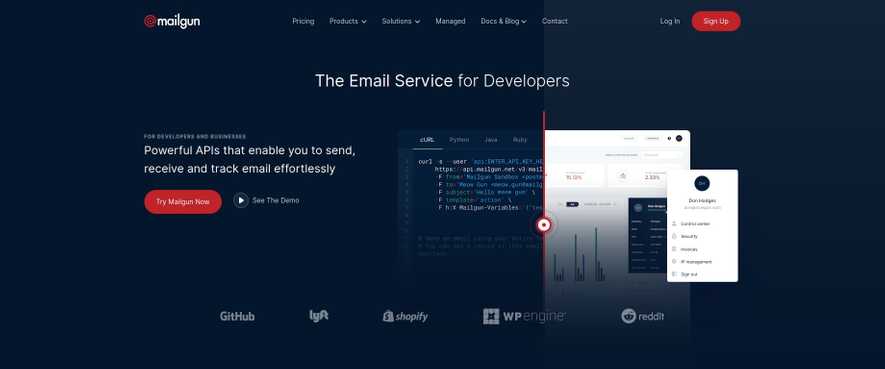 mailgun
Pricing Products Solutions Managed Docs & Blog Contact Log In Sign Up
The Email Service for Developers
FOR DEVELOPERS AND BUSINESSES
Powerful APIs that enable you to send,
receive and track email effortlessly
Try Mailgun Now See The Demo
cURL Python Java Ruby
curl -s --user 'api:ENTER_API_KEY_HE
https://api.mailgun.net/v3/mail
-F from='Mailgun Sandbox <postm
-F to='Meow Gun <meow.gun@mailg
-F subject='Hello meow gun' \
-F template='action' \
-F h:X-Mailgun-Variables='{"tes
2.33%
Don Hodges
Control center
Security
Invoices
IP management
Sign out
GitHub lyft shopify WP engine reddit